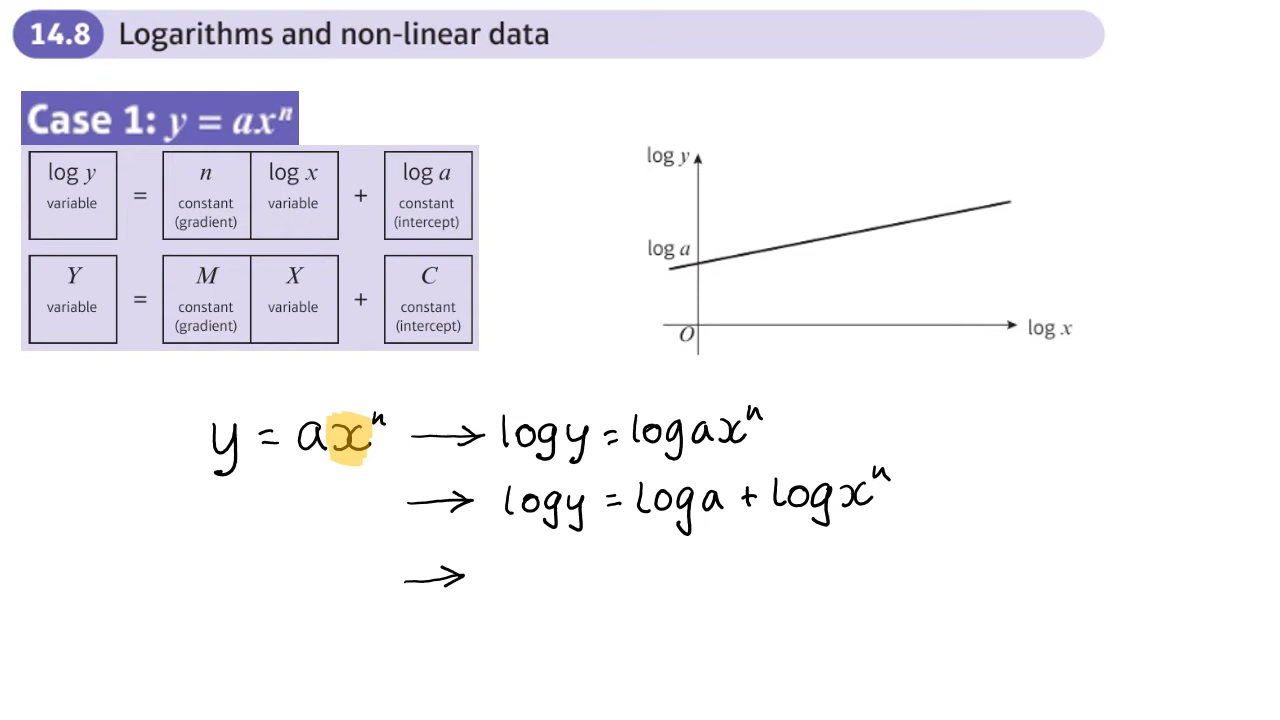 14.8 Logarithms and non-linear data
Case 1: y = axⁿ
log y = n log x + log a
variable constant variable constant
(gradient) (intercept)
Y = M X + C
variable constant variable constant
(gradient) (intercept)
log y
log a
O
log x
y = axⁿ → log y = log axⁿ
→ log y = log a + log xⁿ
→